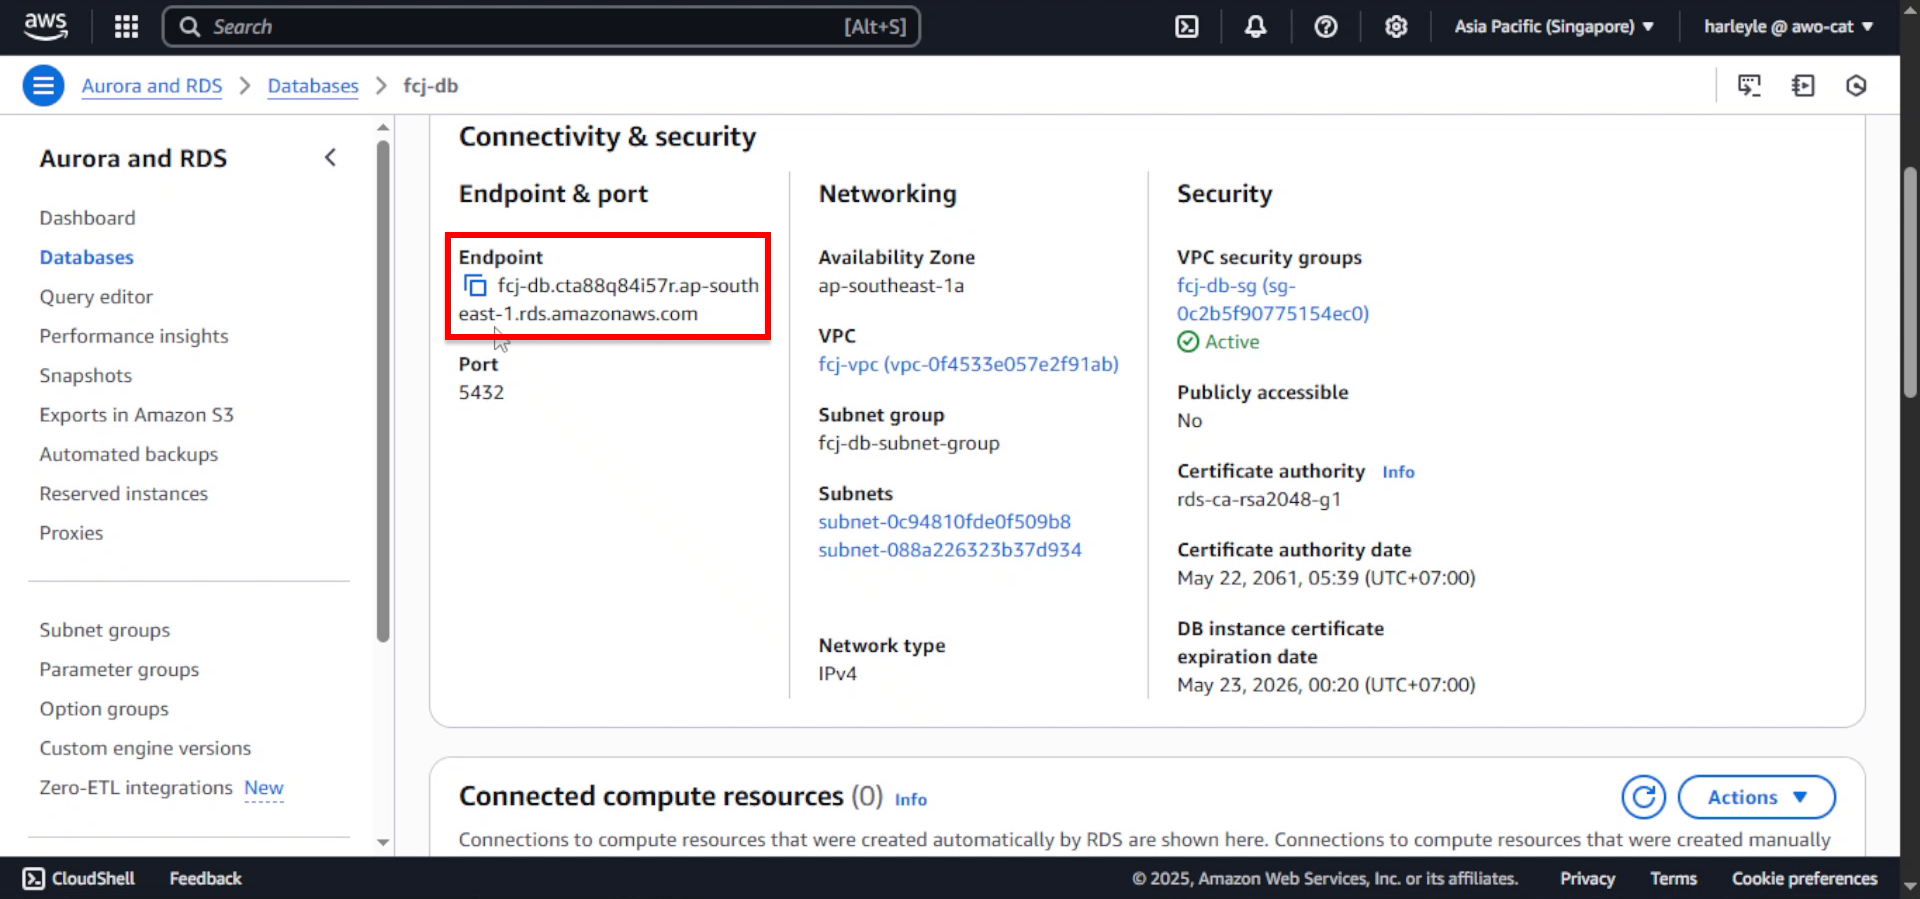 aws
Search [Alt+S]
Asia Pacific (Singapore)
harleyle @ awo-cat
Aurora and RDS
Databases
fcj-db
Aurora and RDS
Dashboard
Databases
Query editor
Performance insights
Snapshots
Exports in Amazon S3
Automated backups
Reserved instances
Proxies
Subnet groups
Parameter groups
Option groups
Custom engine versions
Zero-ETL integrations New
Connectivity & security
Endpoint & port
Endpoint
fcj-db.cta88q84i57r.ap-south
east-1.rds.amazonaws.com
Port
5432
Networking
Availability Zone
ap-southeast-1a
VPC
fcj-vpc (vpc-0f4533e057e2f91ab)
Subnet group
fcj-db-subnet-group
Subnets
subnet-0c94810fde0f509b8
subnet-088a226323b37d934
Network type
IPv4
Security
VPC security groups
fcj-db-sg (sg-
0c2b5f90775154ec0)
Active
Publicly accessible
No
Certificate authority Info
rds-ca-rsa2048-g1
Certificate authority date
May 22, 2061, 05:39 (UTC+07:00)
DB instance certificate
expiration date
May 23, 2026, 00:20 (UTC+07:00)
Connected compute resources (0) Info
Actions
Connections to compute resources that were created automatically by RDS are shown here. Connections to compute resources that were created manually
CloudShell
Feedback
© 2025, Amazon Web Services, Inc. or its affiliates.
Privacy
Terms
Cookie preferences